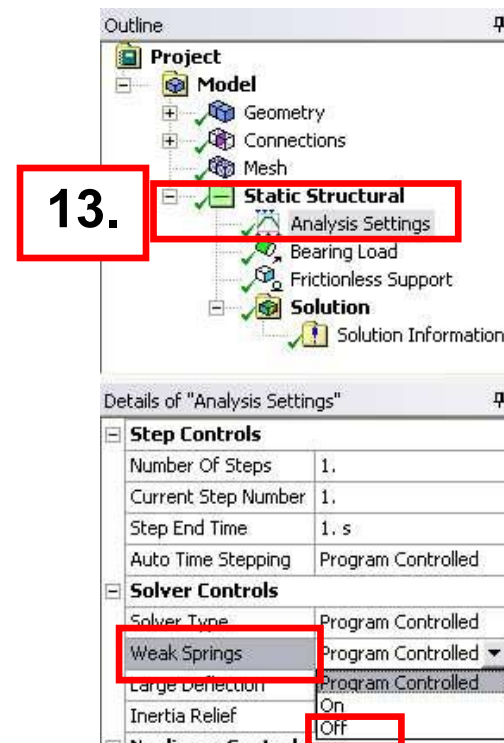 Outline
Project
Model
Geometry
Connections
Mesh
13.
Static Structural
Analysis Settings
Bearing Load
Frictionless Support
Solution
Solution Information
Details of "Analysis Settings"
Step Controls
Number Of Steps 1.
Current Step Number 1.
Step End Time 1. s
Auto Time Stepping Program Controlled
Solver Controls
Solver Type Program Controlled
Weak Springs Program Controlled
Large Deflection Program Controlled
On
Inertia Relief Off